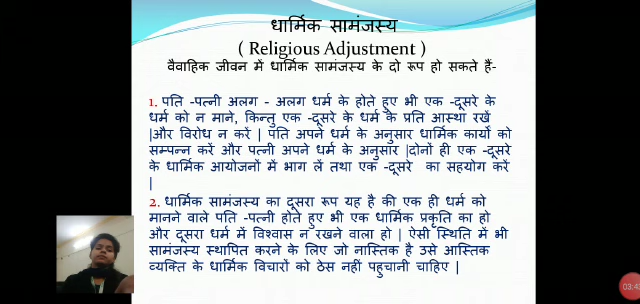 धार्मिक सामंजस्य
( Religious Adjustment )
वैवाहिक जीवन में धार्मिक सामंजस्य के दो रूप हो सकते हैं-
1. पति -पत्नी अलग - अलग धर्म के होते हुए भी एक -दूसरे के
धर्म को न माने, किन्तु एक -दूसरे के धर्म के प्रति आस्था रखें
|और विरोध न करें | पति अपने धर्म के अनुसार धार्मिक कार्यो को
सम्पन्न करें और पत्नी अपने धर्म के अनुसार |दोनों ही एक -दूसरे
के धार्मिक आयोजनों में भाग लें तथा एक -दूसरे का सहयोग करें
|
2. धार्मिक सामंजस्य का दूसरा रूप यह है की एक ही धर्म को
मानने वाले पति -पत्नी होते हुए भी एक धार्मिक प्रकृति का हो
और दूसरा धर्म में विश्वास न रखने वाला हो | ऐसी स्थिति में भी
सामंजस्य स्थापित करने के लिए जो नास्तिक है उसे आस्तिक
व्यक्ति के धार्मिक विचारों को ठेस नहीं पहुचानी चाहिए |